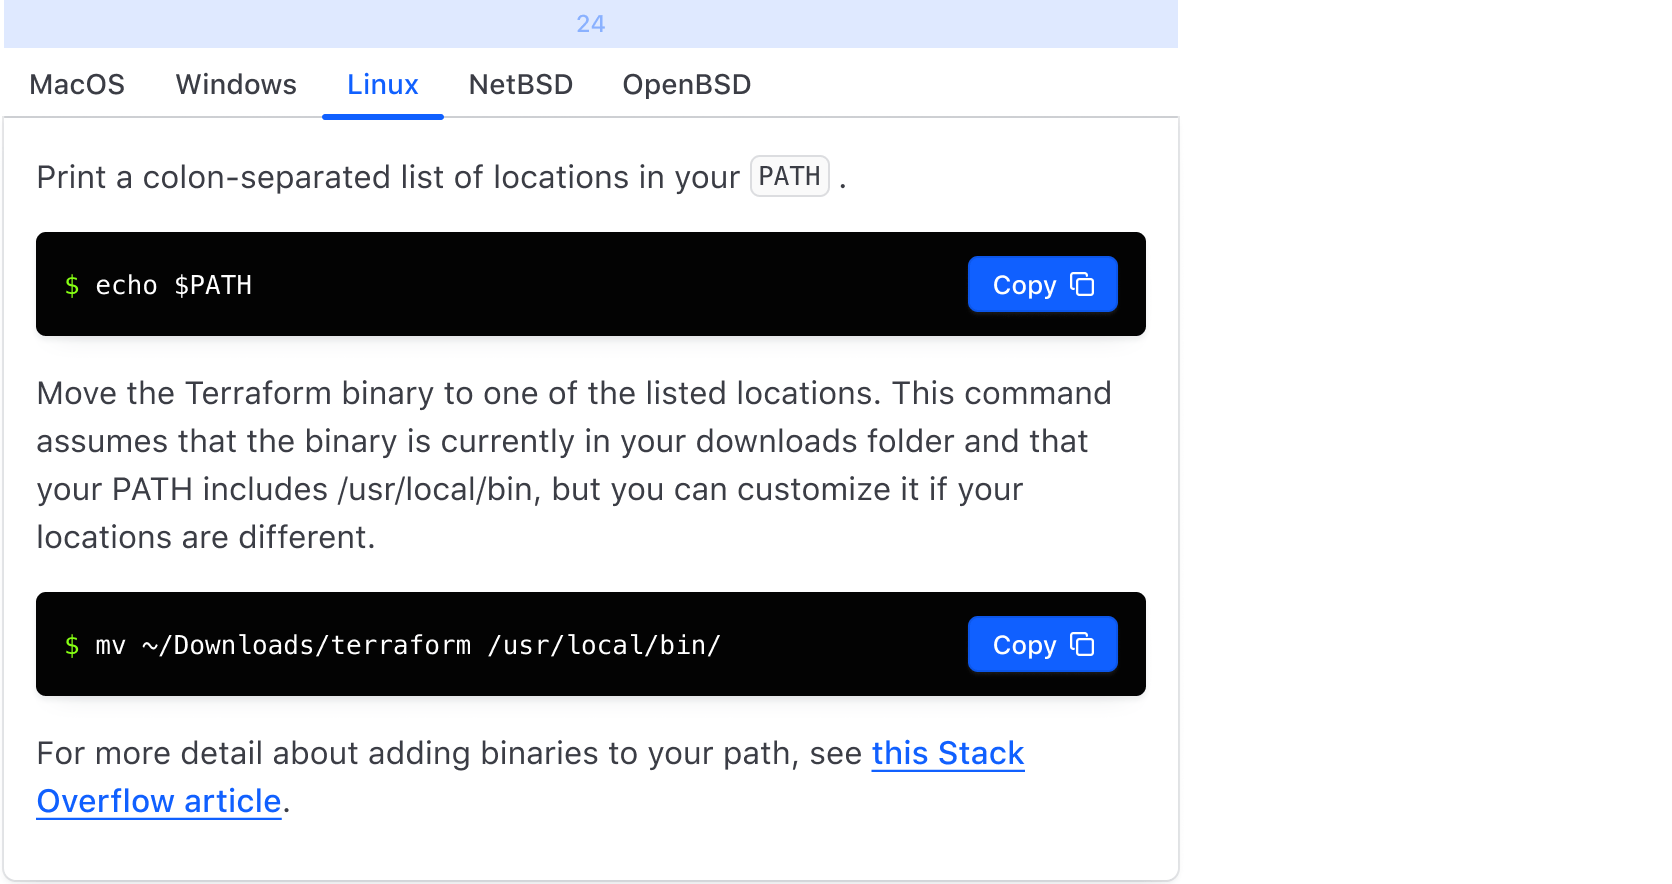 24
MacOS Windows Linux NetBSD OpenBSD
Print a colon-separated list of locations in your PATH .
$ echo $PATH Copy
Move the Terraform binary to one of the listed locations. This command
assumes that the binary is currently in your downloads folder and that
your PATH includes /usr/local/bin, but you can customize it if your
locations are different.
$ mv ~/Downloads/terraform /usr/local/bin/ Copy
For more detail about adding binaries to your path, see this Stack
Overflow article.